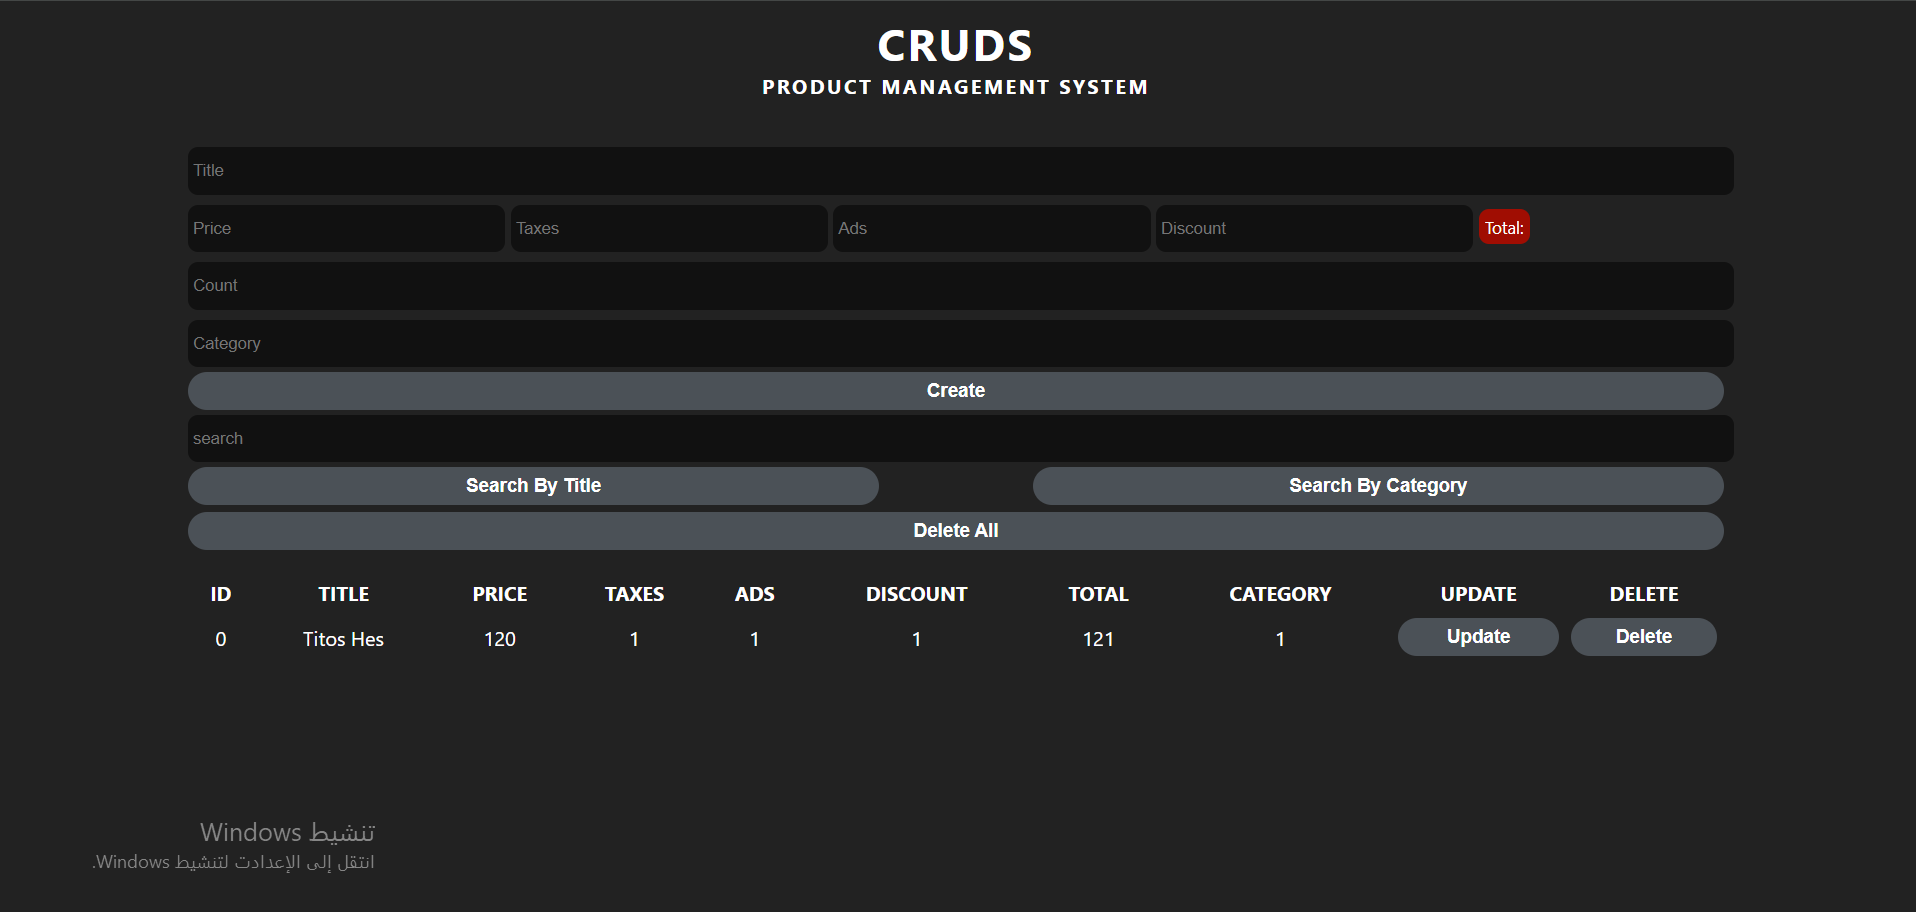 CRUDS
PRODUCT MANAGEMENT SYSTEM
Title
Price Taxes Ads Discount Total:
Count
Category
Create
search
Search By Title Search By Category
Delete All
ID TITLE PRICE TAXES ADS DISCOUNT TOTAL CATEGORY UPDATE DELETE
0 Titos Hes 120 1 1 1 121 1 Update Delete
تنشيط Windows
انتقل إلى الإعدادت لتنشيط Windows.